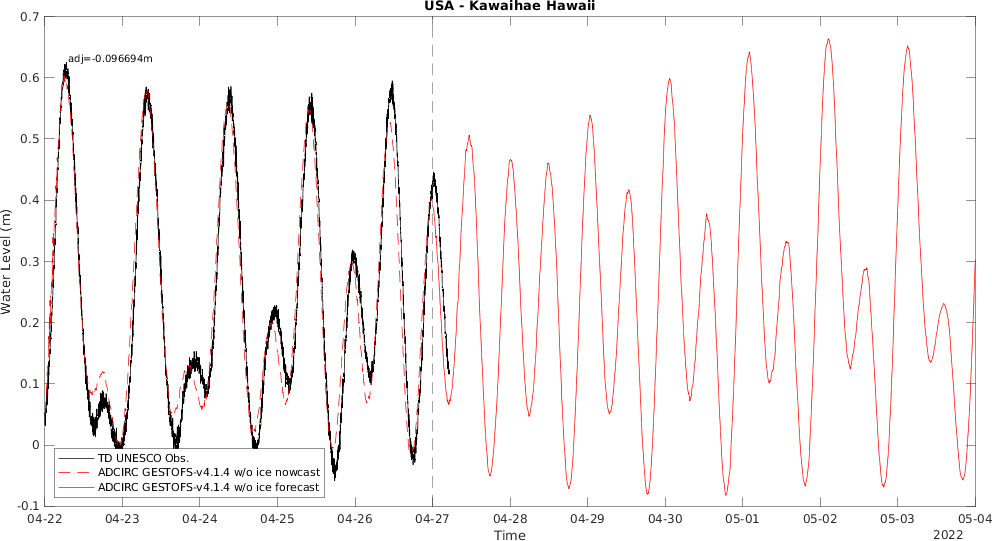 USA - Kawaihae Hawaii
adj=-0.096694m
0.7
0.6
0.5
0.4
0.3
0.2
0.1
0
-0.1
Water Level (m)
TD UNESCO Obs.
ADCIRC GESTOFS-v4.1.4 w/o ice nowcast
ADCIRC GESTOFS-v4.1.4 w/o ice forecast
04-22 04-23 04-24 04-25 04-26 04-27 04-28 04-29 04-30 05-01 05-02 05-03 05-04
Time
2022